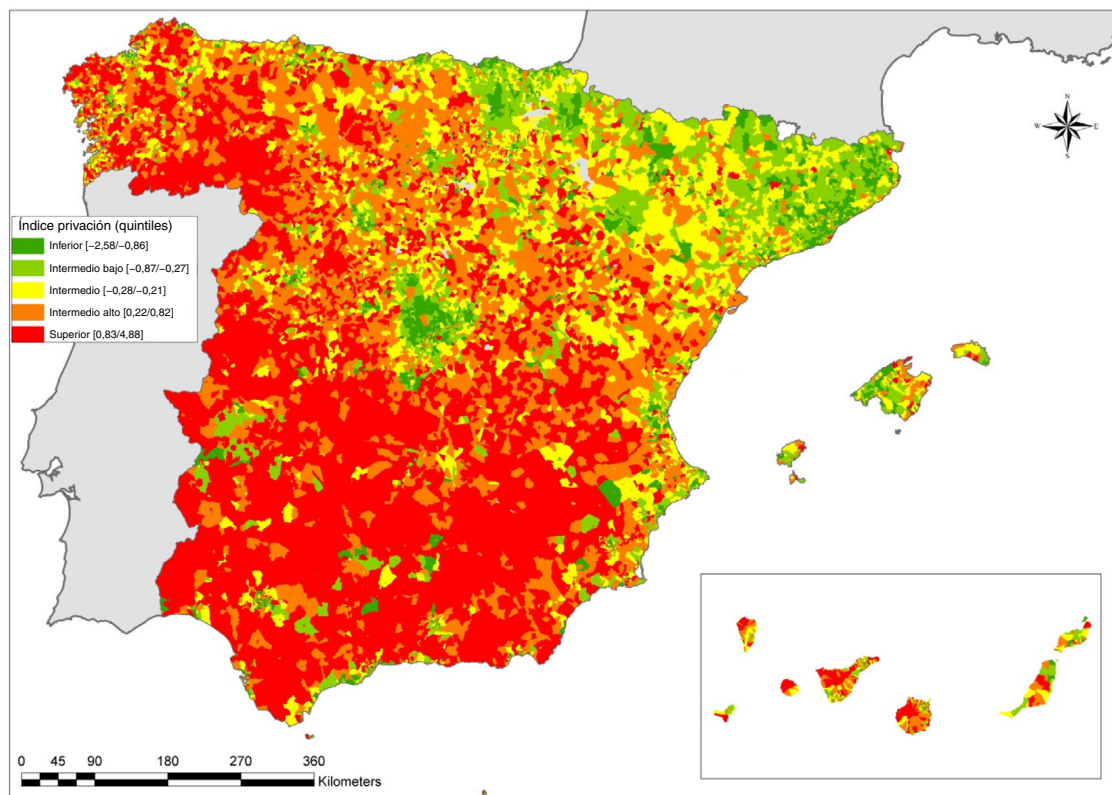 N
W E
S
Índice privación (quintiles)
Inferior [−2,58/−0,86]
Intermedio bajo [−0,87/−0,27]
Intermedio [−0,28/−0,21]
Intermedio alto [0,22/0,82]
Superior [0,83/4,88]
0 45 90 180 270 360
Kilometers